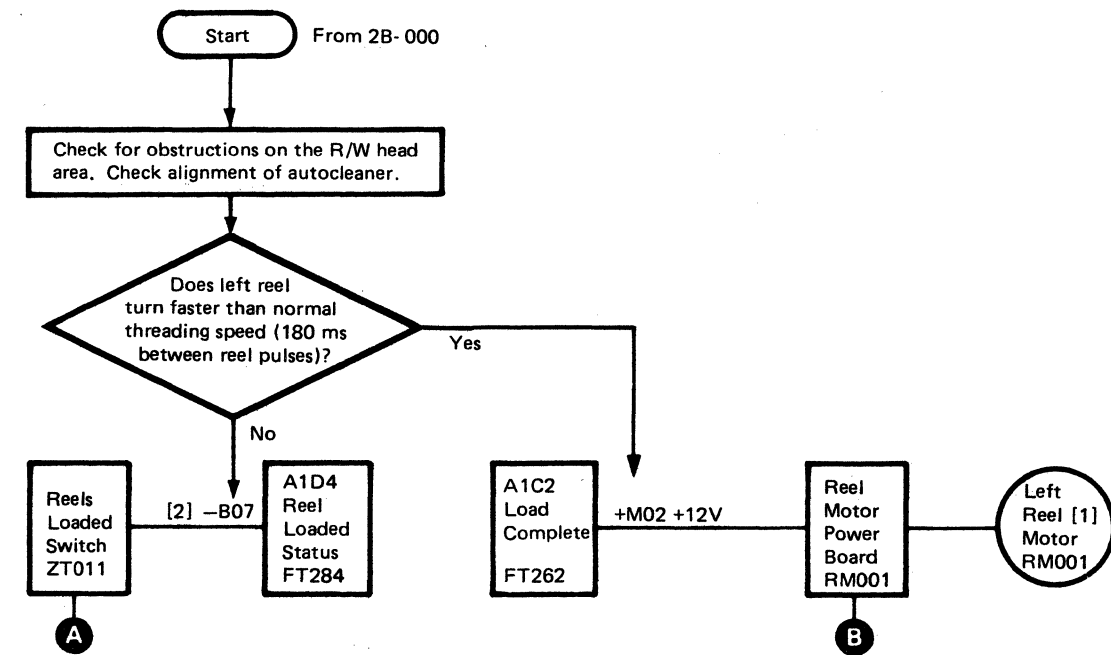 Start
From 2B-000
Check for obstructions on the R/W head
area. Check alignment of autocleaner.
Does left reel
turn faster than normal
threading speed (180 ms
between reel pulses)?
Yes
No
Reels
Loaded
Switch
ZT011
[2] –B07
A1D4
Reel
Loaded
Status
FT284
A1C2
Load
Complete
FT262
+M02 +12V
Reel
Motor
Power
Board
RM001
Left
Reel [1]
Motor
RM001
A
B